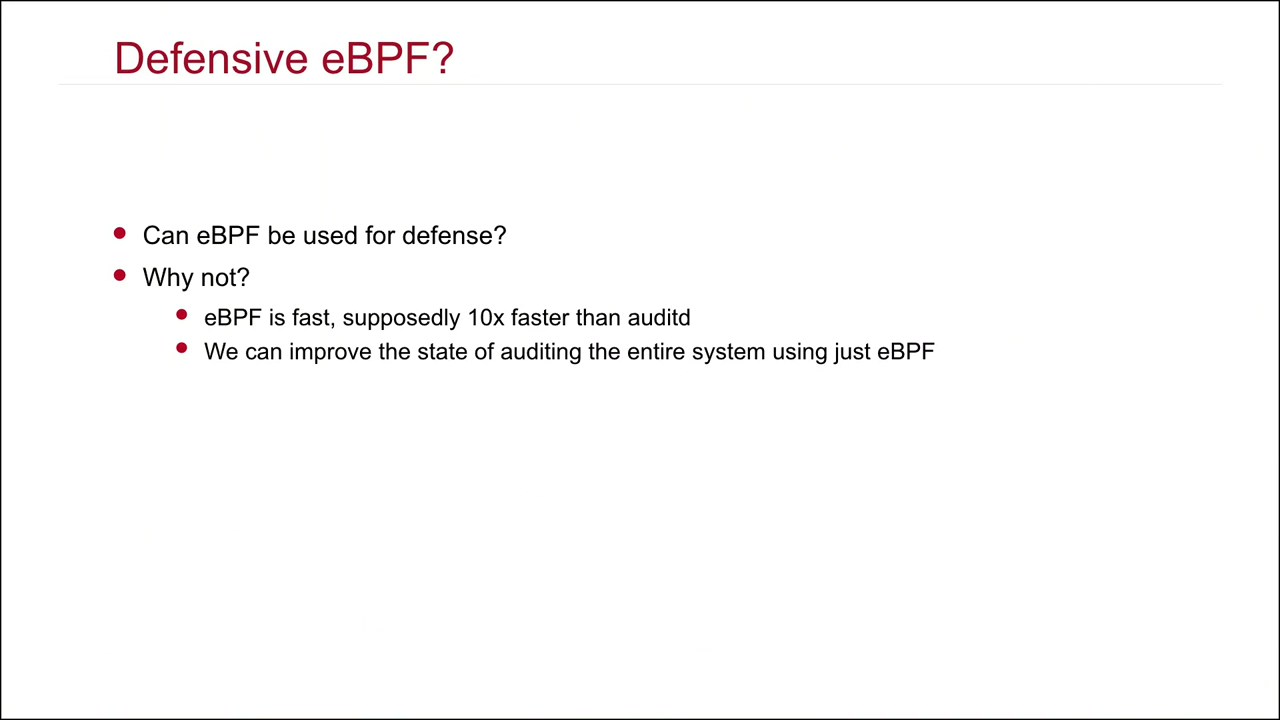 Defensive eBPF?
Can eBPF be used for defense?
Why not?
eBPF is fast, supposedly 10x faster than auditd
We can improve the state of auditing the entire system using just eBPF